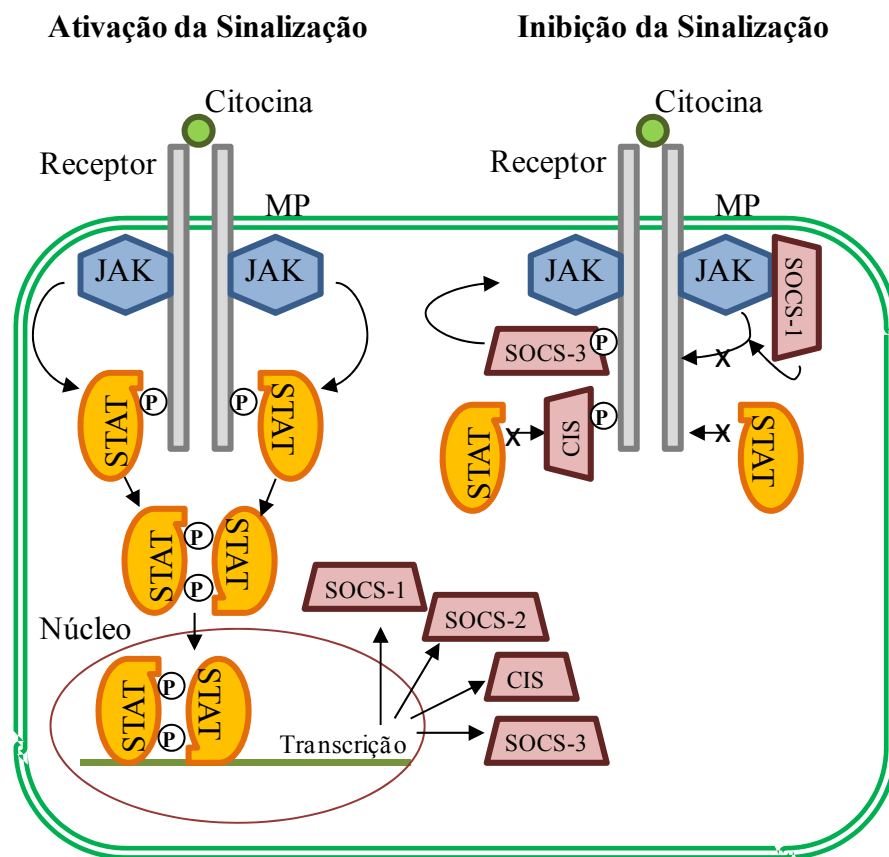 Ativação da Sinalização
Inibição da Sinalização
Citocina
Receptor
MP
JAK
JAK
STAT
P
P
STAT
STAT
P
P
STAT
Núcleo
STAT
P
P
STAT
Transcrição
SOCS-1
SOCS-2
CIS
SOCS-3
Citocina
Receptor
MP
JAK
JAK
SOCS-1
SOCS-3
P
X
STAT
X
CIS
P
X
STAT